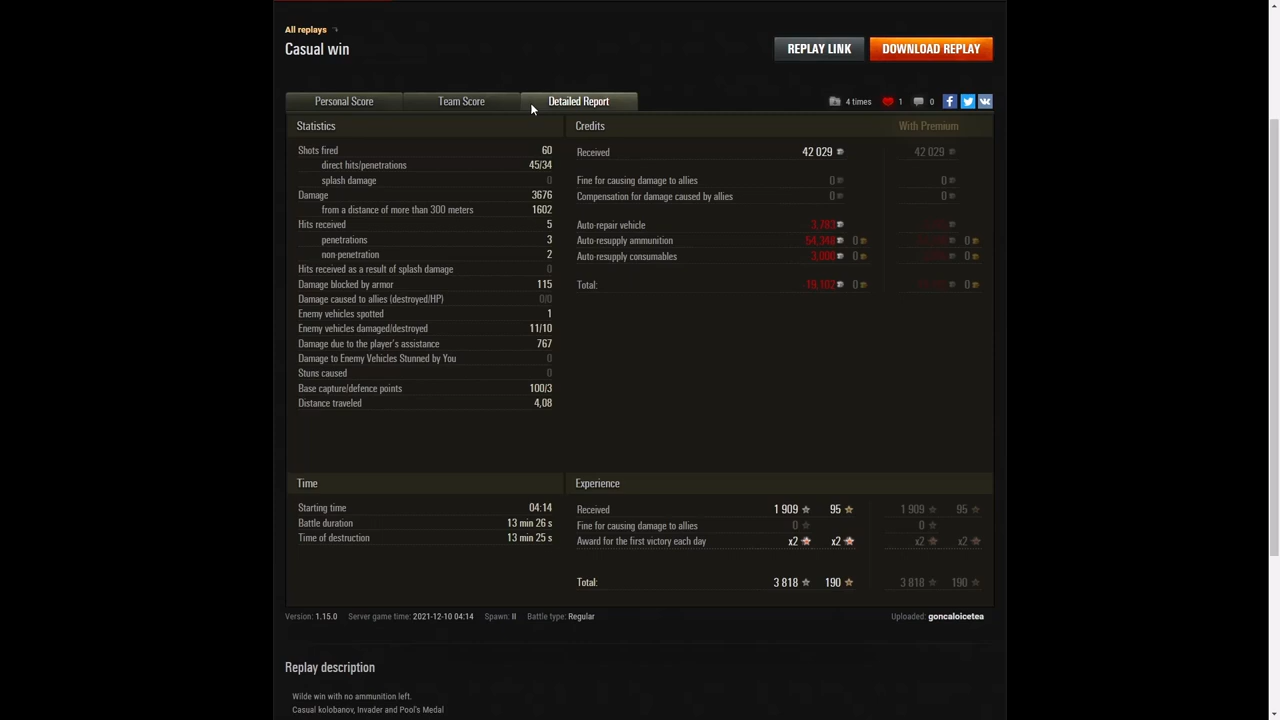 All replays
Casual win
REPLAY LINK
DOWNLOAD REPLAY
Personal Score
Team Score
Detailed Report
4 times
1
0
Statistics
Shots fired 60
direct hits/penetrations 45/34
splash damage 0
Damage 3676
from a distance of more than 300 meters 1602
Hits received 5
penetrations 3
non-penetration 2
Hits received as a result of splash damage 0
Damage blocked by armor 115
Damage caused to allies (destroyed/HP) 0/0
Enemy vehicles spotted 1
Enemy vehicles damaged/destroyed 11/10
Damage due to the player's assistance 767
Damage to Enemy Vehicles Stunned by You 0
Stuns caused 0
Base capture/defence points 100/3
Distance traveled 4,08
Credits With Premium
Received 42 029 42 029
Fine for causing damage to allies 0 0
Compensation for damage caused by allies 0 0
Auto-repair vehicle 3,783
Auto-resupply ammunition 54,348 0 0
Auto-resupply consumables 3,000 0 0
Total: 19,102 0 0
Time
Starting time 04:14
Battle duration 13 min 26 s
Time of destruction 13 min 25 s
Experience
Received 1 909 95 1 909 95
Fine for causing damage to allies 0 0
Award for the first victory each day x2 x2 x2 x2
Total: 3 818 190 3 818 190
Version: 1.15.0 Server game time: 2021-12-10 04:14 Spawn: II Battle type: Regular
Uploaded: goncaloicetea
Replay description
Wilde win with no ammunition left.
Casual kolobanov, Invader and Pool's Medal